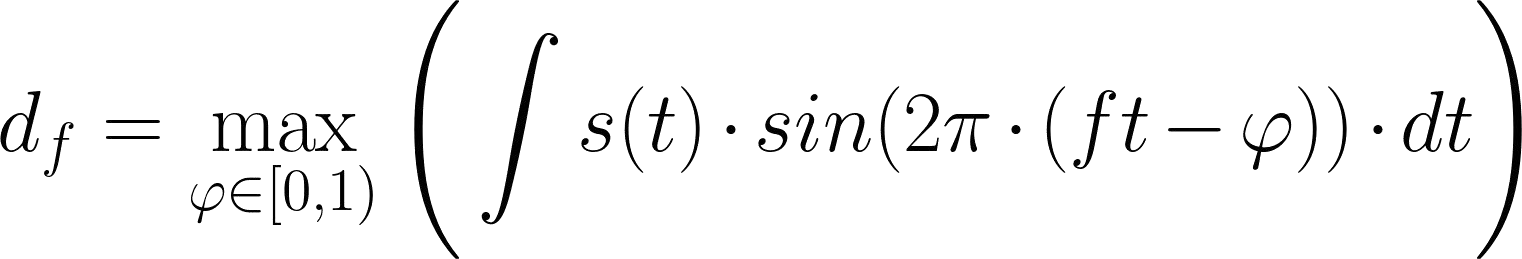 d_f = max_{φ∈[0,1)} ( ∫ s(t) · sin(2π · (ft − φ)) · dt )